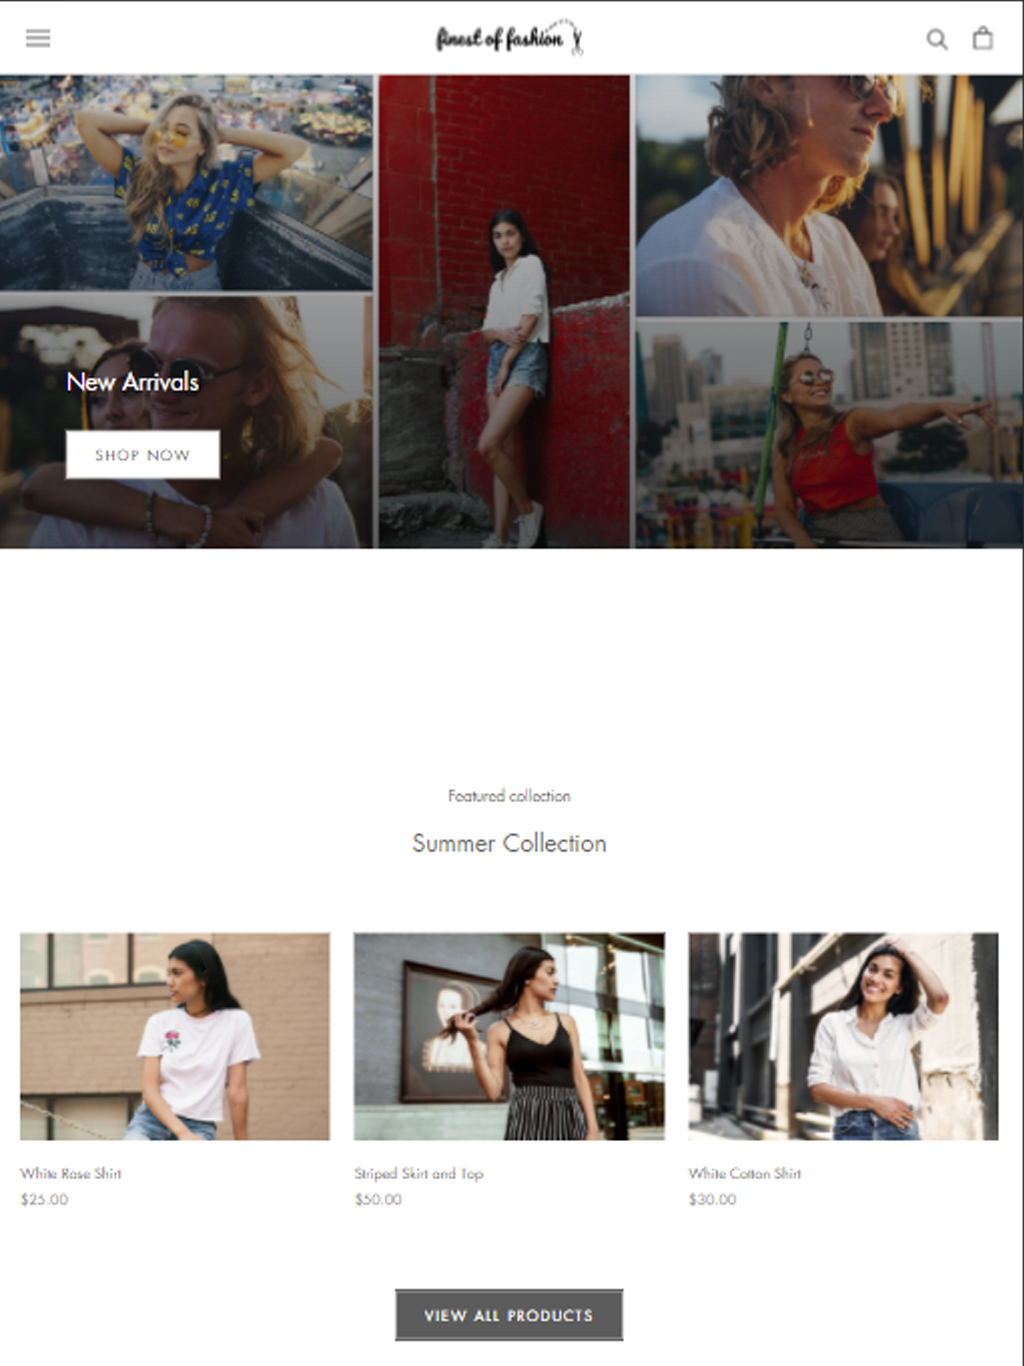 finest of fashion
New Arrivals
SHOP NOW
Featured collection
Summer Collection
White Rose Shirt
$25.00
Striped Skirt and Top
$50.00
White Cotton Shirt
$30.00
VIEW ALL PRODUCTS